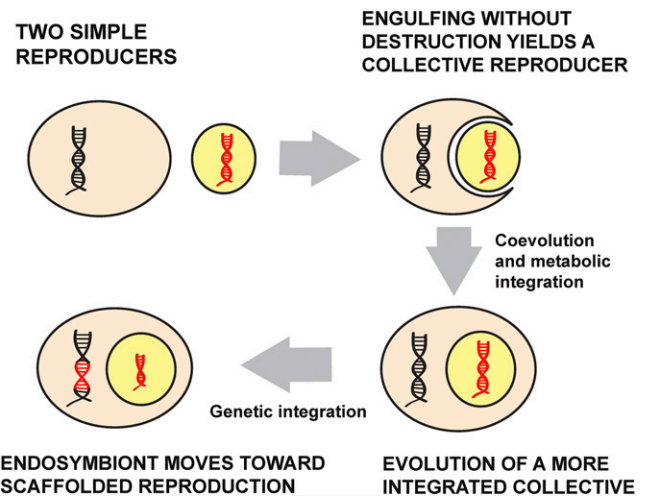 TWO SIMPLE
REPRODUCERS
ENGULFING WITHOUT
DESTRUCTION YIELDS A
COLLECTIVE REPRODUCER
Coevolution
and metabolic
integration
Genetic integration
ENDOSYMBIONT MOVES TOWARD
SCAFFOLDED REPRODUCTION
EVOLUTION OF A MORE
INTEGRATED COLLECTIVE